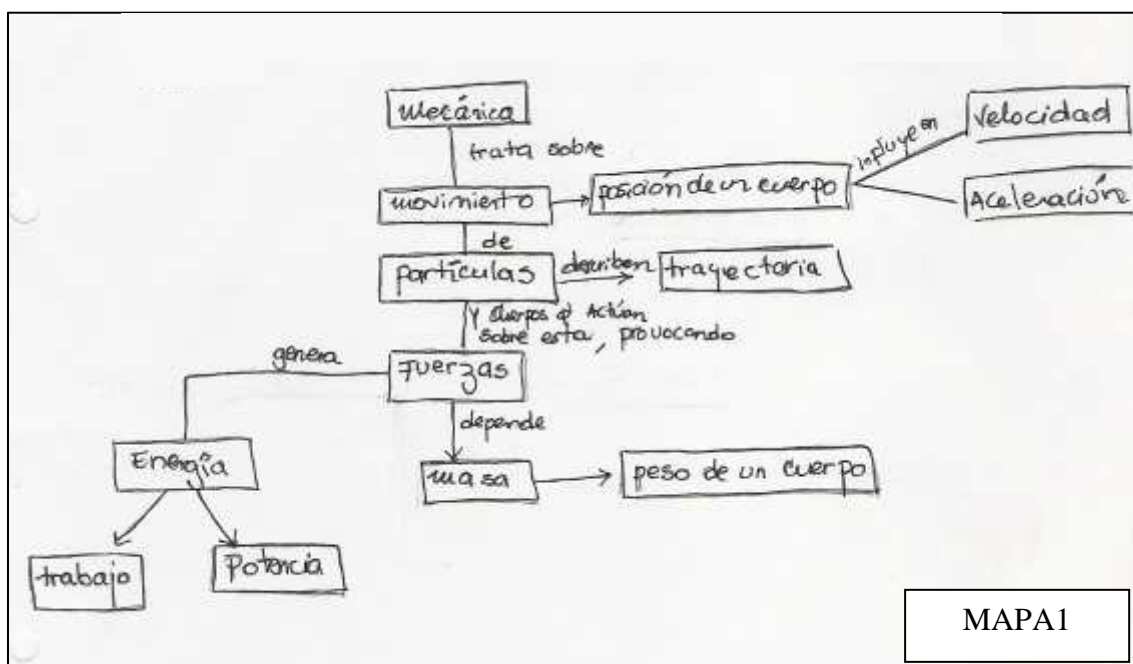 Mecánica
trata sobre
movimiento
posición de un cuerpo
influye en
Velocidad
Aceleración
de
partículas
describen
trayectoria
Y cuerpos q' Actúan
sobre esta, provocando
genera
Fuerzas
depende
Energía
masa
peso de un cuerpo
trabajo
Potencia
MAPA1